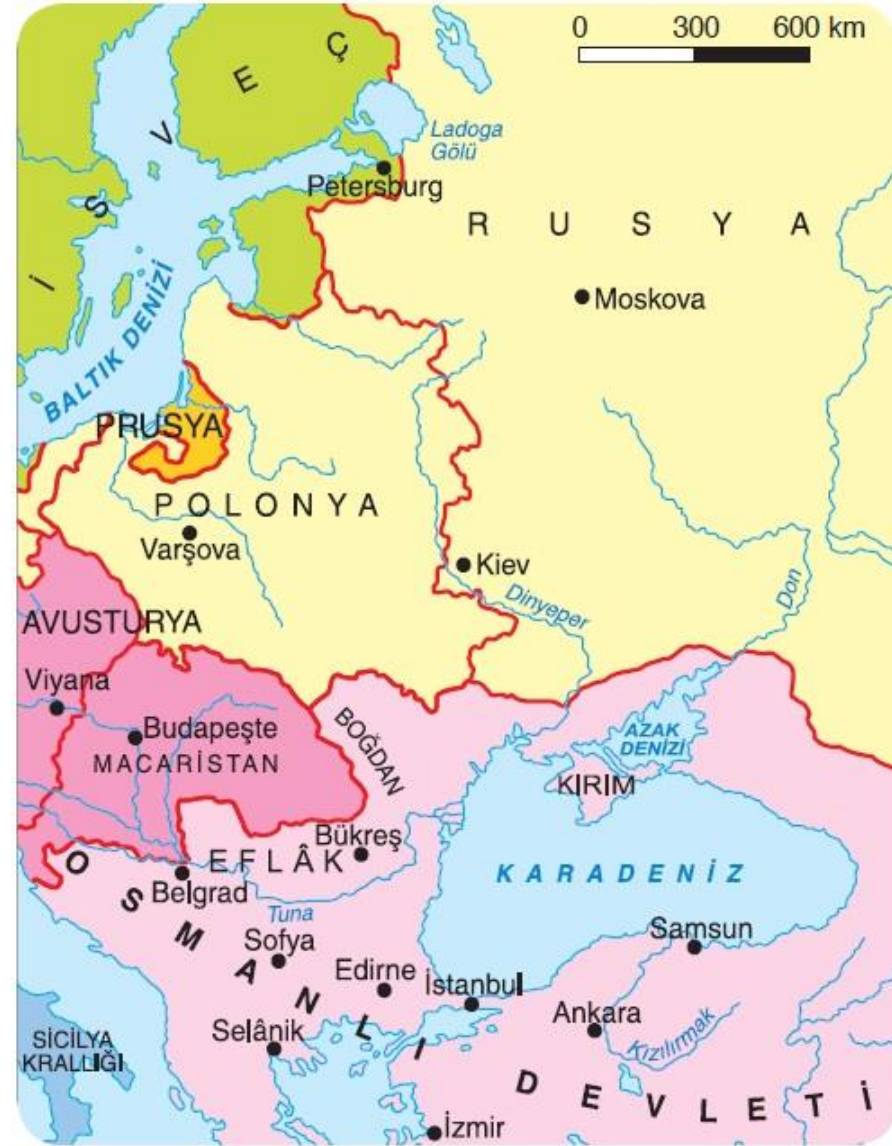 0 300 600 km
İ S V E Ç
Ladoga
Gölü
Petersburg
R U S Y A
Moskova
BALTIK DENİZİ
PRUSYA
P O L O N Y A
Varşova
Kiev
Dinyeper
Don
AVUSTURYA
Viyana
Budapeşte
MACARİSTAN
BOĞDAN
AZAK
DENİZİ
KIRIM
Bükreş
EFLÂK
Belgrad
KARADENİZ
Tuna
Sofya
Samsun
Edirne
İstanbul
Ankara
Selânik
Kızılırmak
SİCİLYA
KRALLIĞI
O S M A N L I D E V L E T İ
İzmir